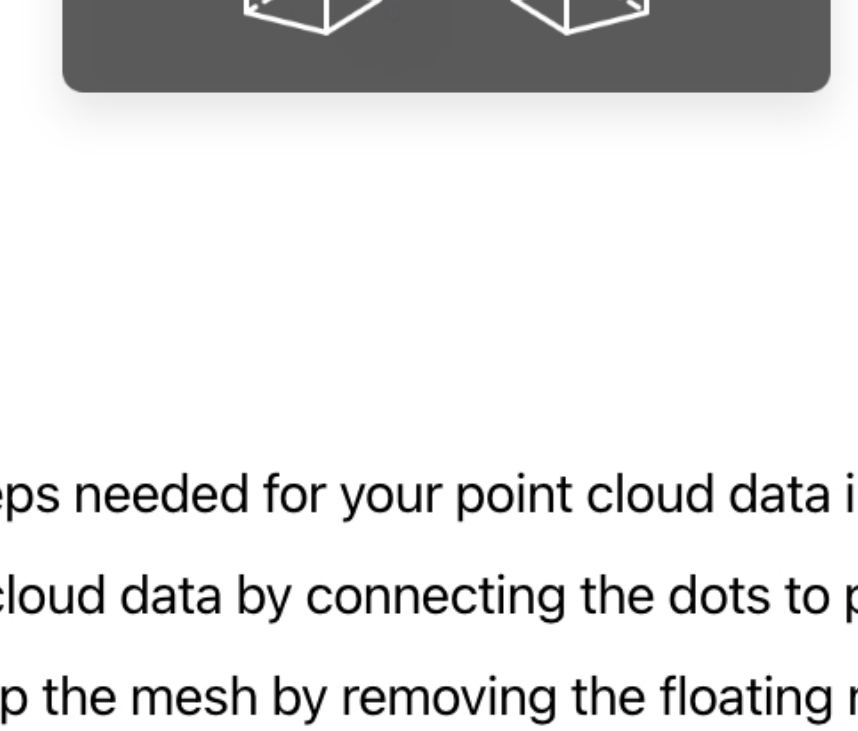 eps needed for your point cloud data i
cloud data by connecting the dots to p
p the mesh by removing the floating r